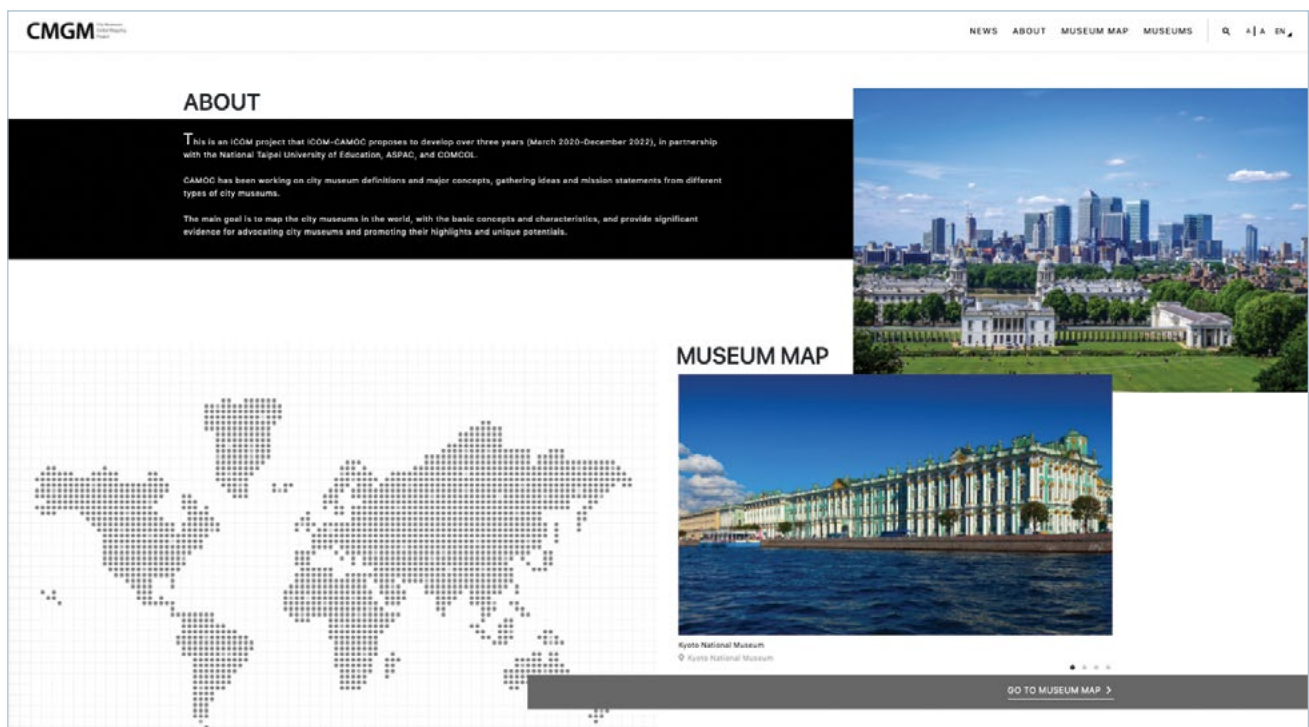 CMGM City Museums
Global Mapping
Project
NEWS ABOUT MUSEUM MAP MUSEUMS A A EN
ABOUT
This is an ICOM project that ICOM-CAMOC proposes to develop over three years (March 2020-December 2022), in partnership
with the National Taipei University of Education, ASPAC, and COMCOL.
CAMOC has been working on city museum definitions and major concepts, gathering ideas and mission statements from different
types of city museums.
The main goal is to map the city museums in the world, with the basic concepts and characteristics, and provide significant
evidence for advocating city museums and promoting their highlights and unique potentials.
MUSEUM MAP
Kyoto National Museum
Kyoto National Museum
GO TO MUSEUM MAP >